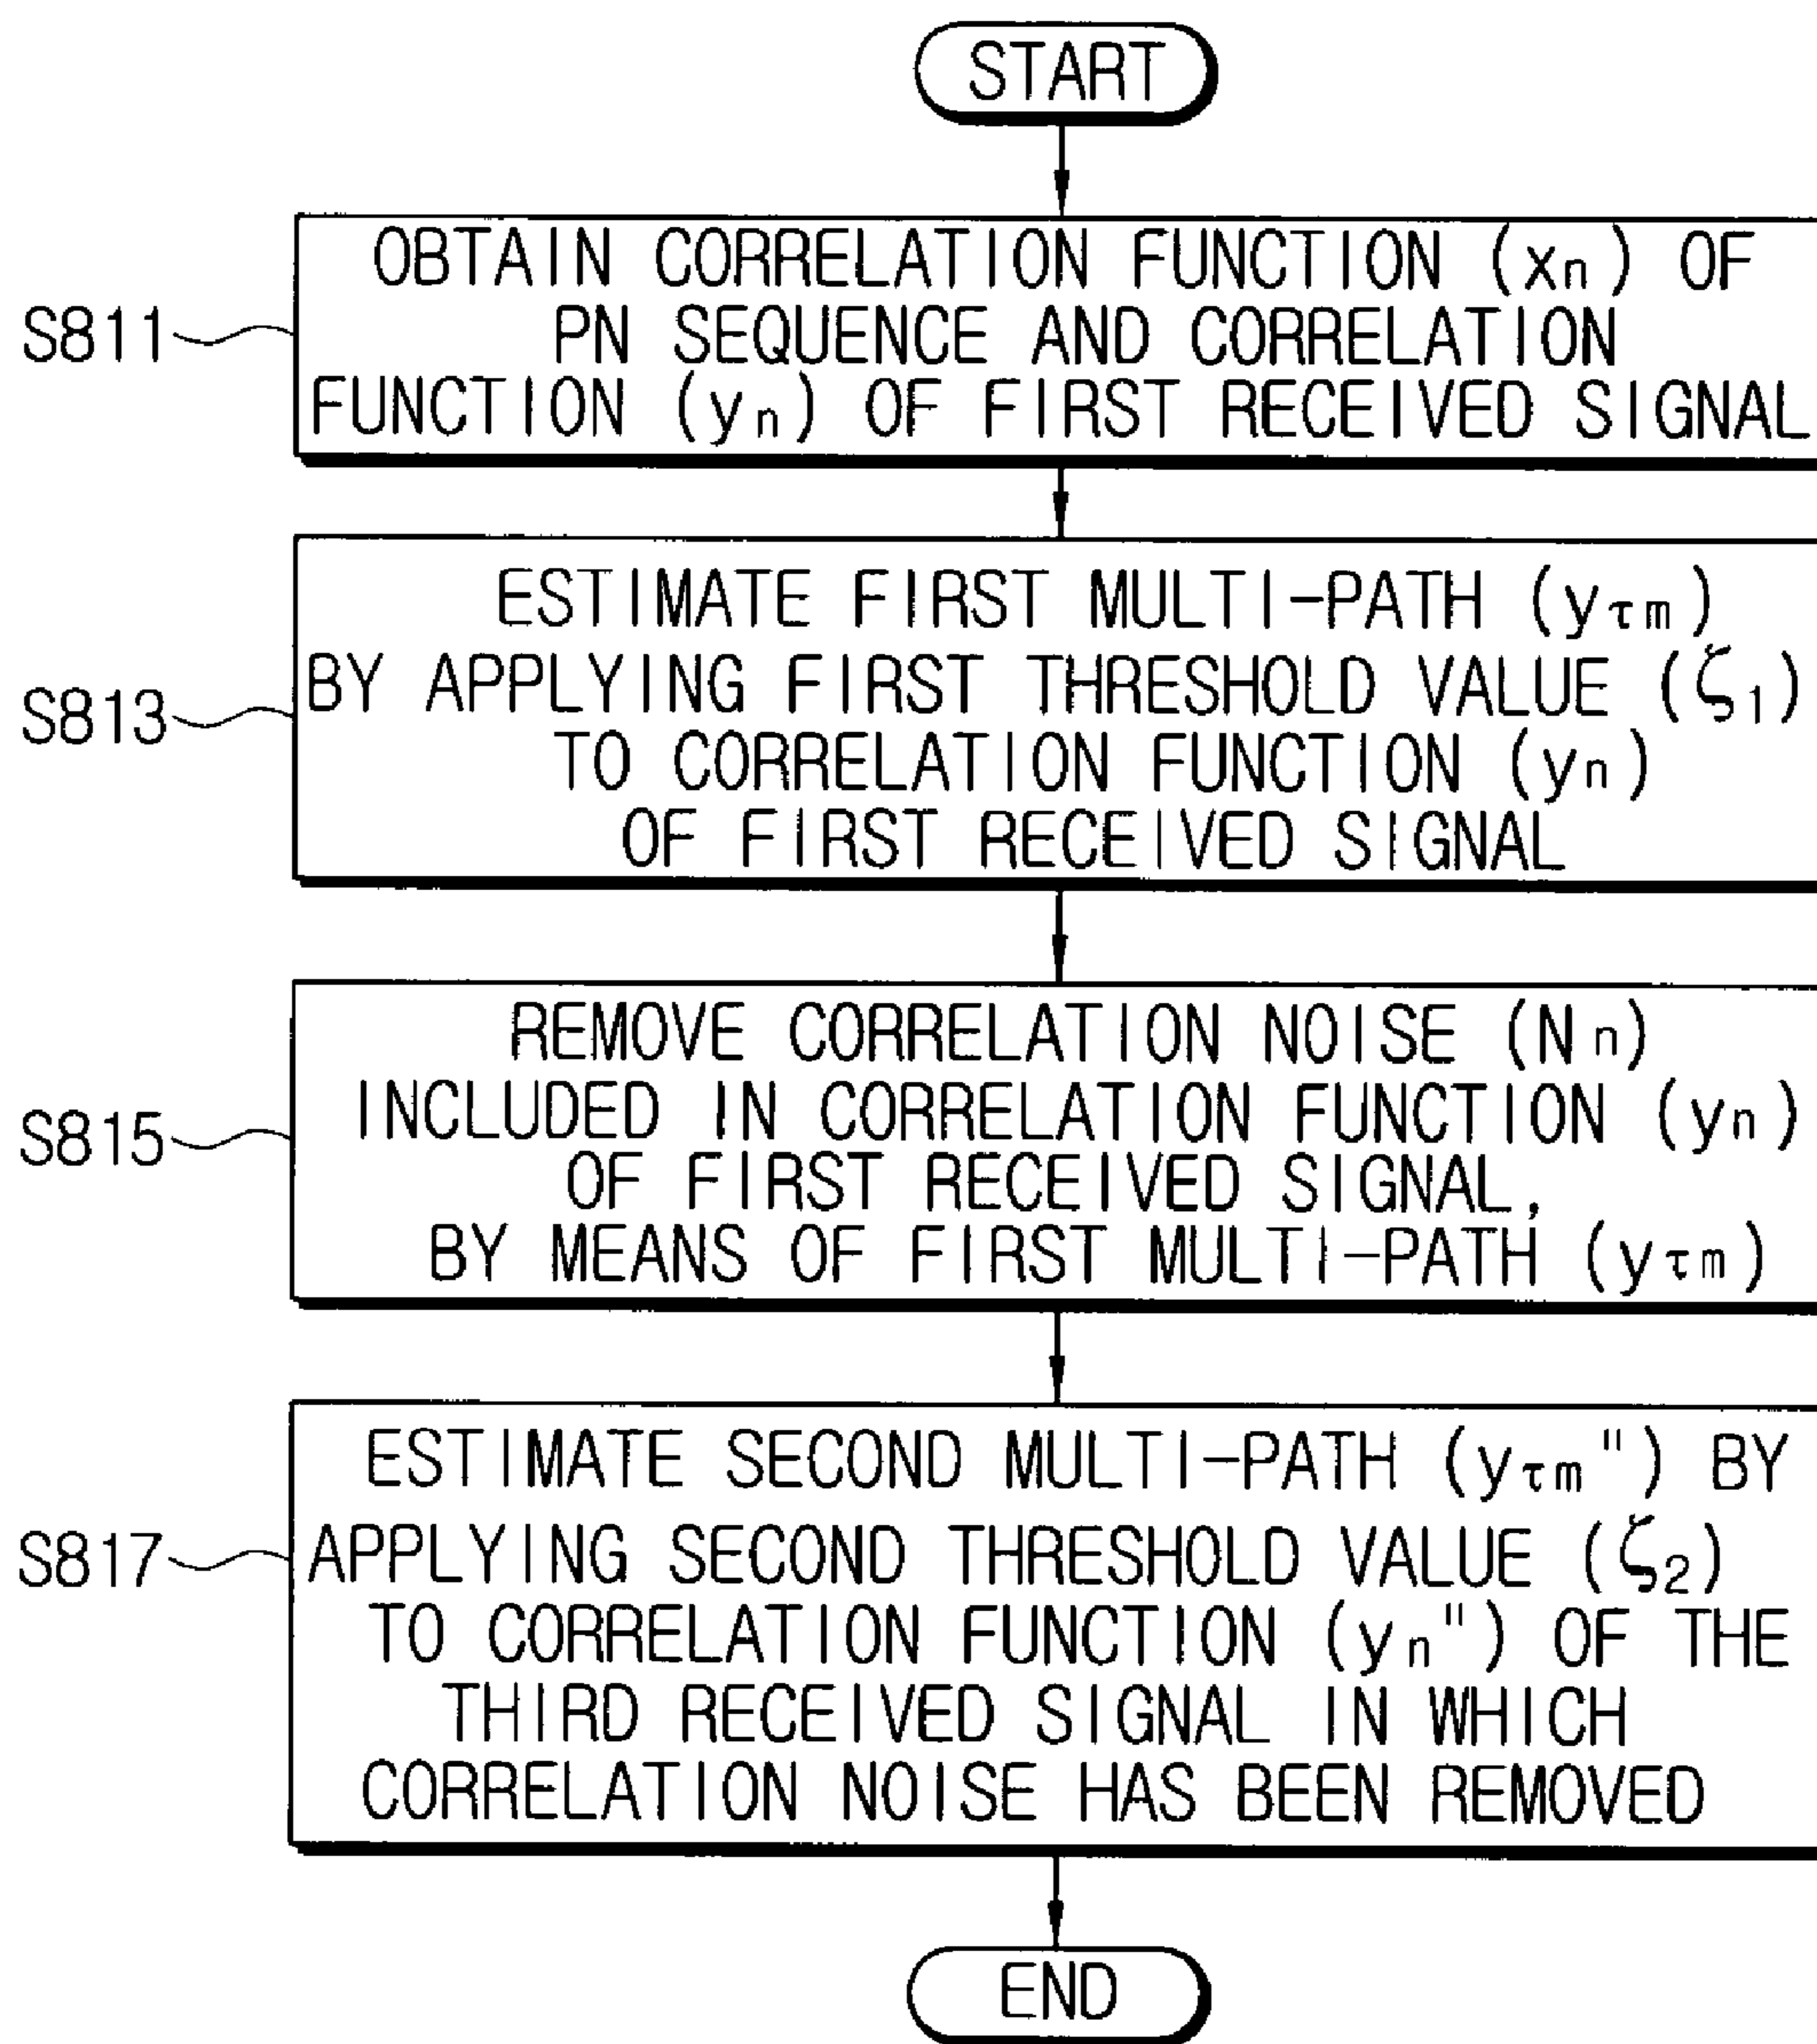 START
S811
OBTAIN CORRELATION FUNCTION (xn) OF
PN SEQUENCE AND CORRELATION
FUNCTION (yn) OF FIRST RECEIVED SIGNAL
S813
ESTIMATE FIRST MULTI-PATH (yτm)
BY APPLYING FIRST THRESHOLD VALUE (ζ1)
TO CORRELATION FUNCTION (yn)
OF FIRST RECEIVED SIGNAL
S815
REMOVE CORRELATION NOISE (Nn)
INCLUDED IN CORRELATION FUNCTION (yn)
OF FIRST RECEIVED SIGNAL,
BY MEANS OF FIRST MULTI-PATH (yτm)
S817
ESTIMATE SECOND MULTI-PATH (yτm") BY
APPLYING SECOND THRESHOLD VALUE (ζ2)
TO CORRELATION FUNCTION (yn") OF THE
THIRD RECEIVED SIGNAL IN WHICH
CORRELATION NOISE HAS BEEN REMOVED
END